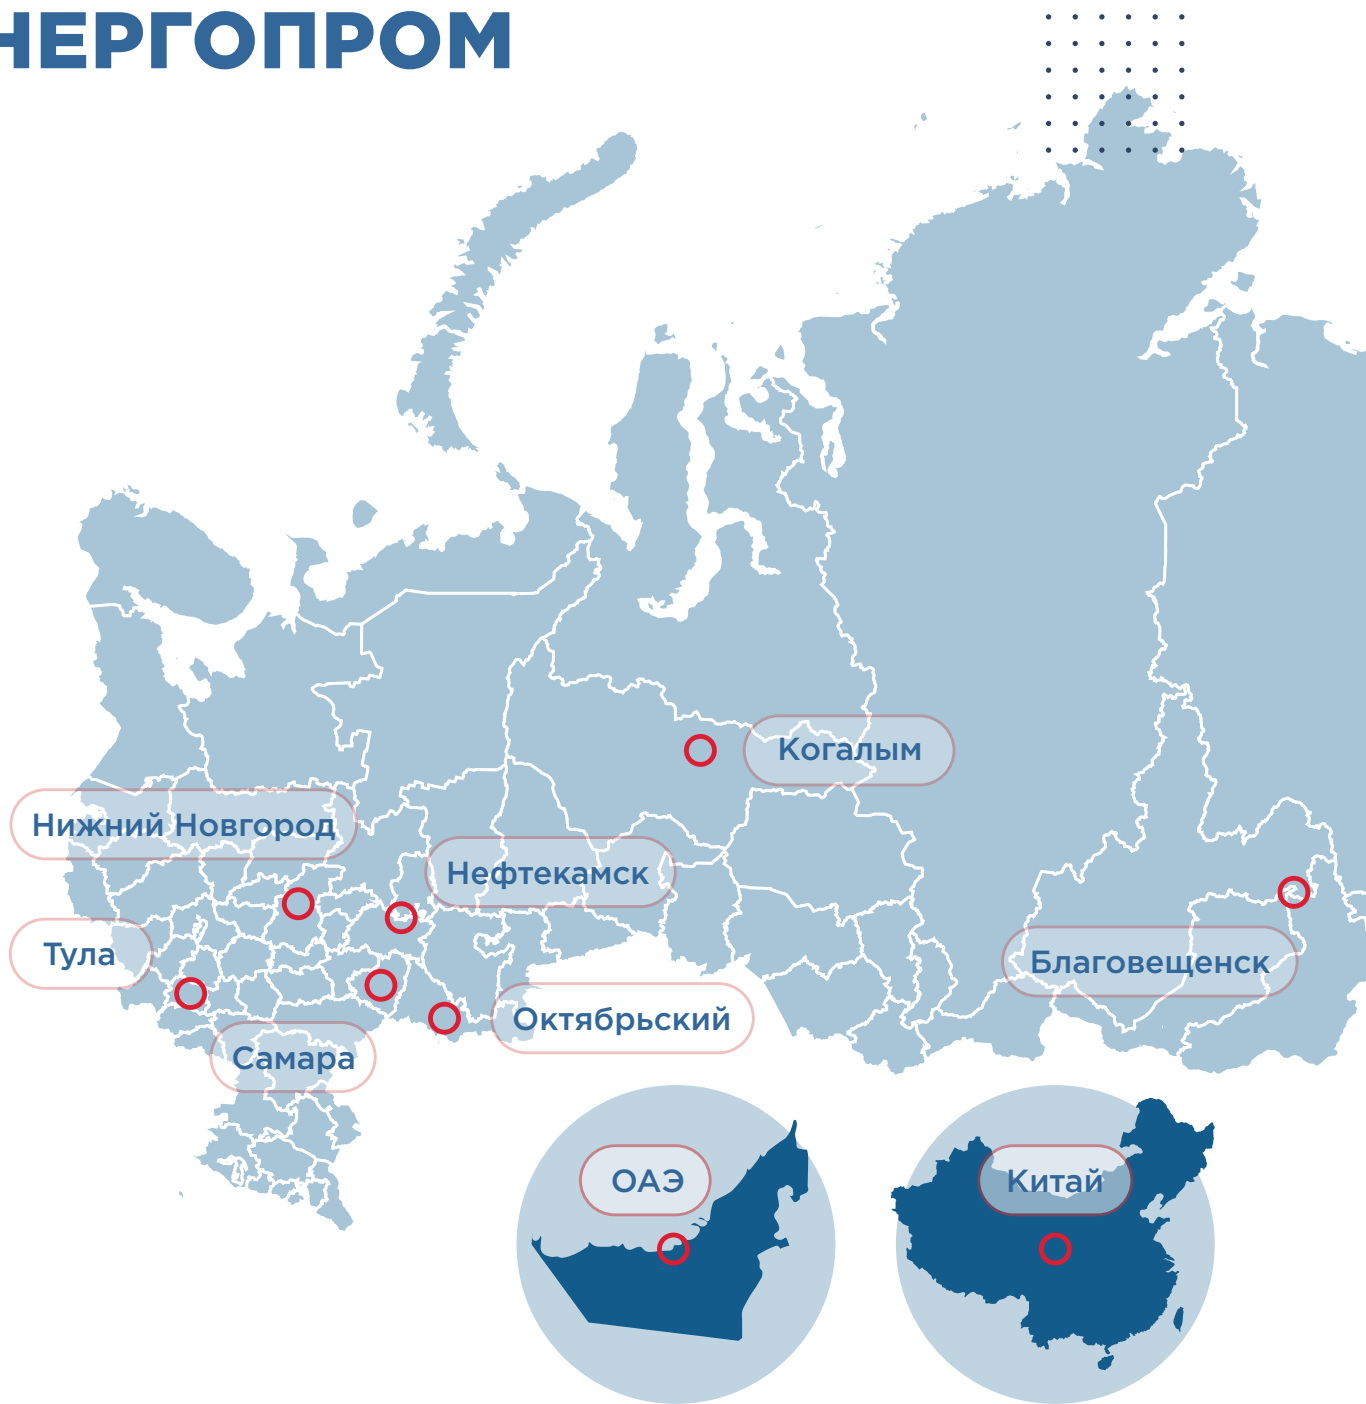 НЕРГОПРОМ
Когалым
Нижний Новгород
Нефтекамск
Тула
Благовещенск
Октябрьский
Самара
ОАЭ
Китай